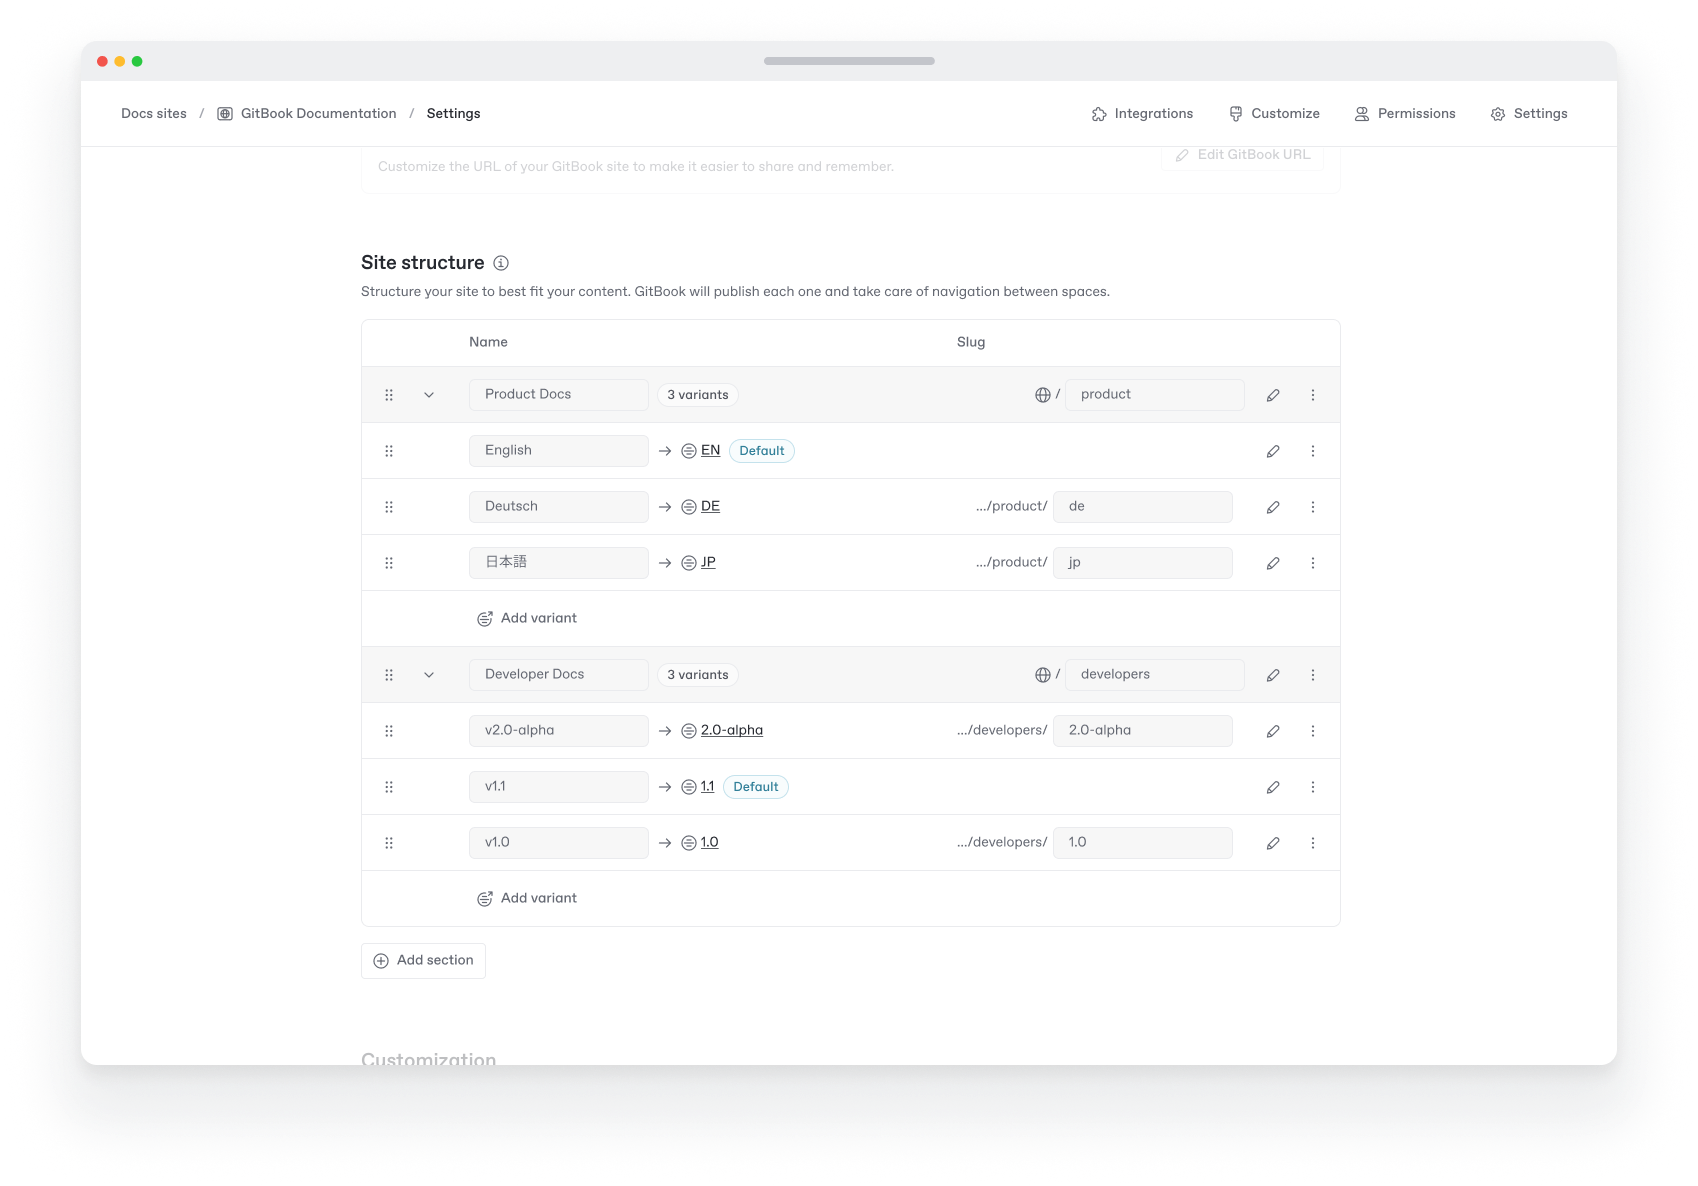 Docs sites / GitBook Documentation / Settings Integrations Customize Permissions Settings
Customize the URL of your GitBook site to make it easier to share and remember. Edit GitBook URL
Site structure
Structure your site to best fit your content. GitBook will publish each one and take care of navigation between spaces.
Name Slug
Product Docs 3 variants / product
English → EN Default
Deutsch → DE .../product/ de
日本語 → JP .../product/ jp
Add variant
Developer Docs 3 variants / developers
v2.0-alpha → 2.0-alpha .../developers/ 2.0-alpha
v1.1 → 1.1 Default
v1.0 → 1.0 .../developers/ 1.0
Add variant
Add section
Customization